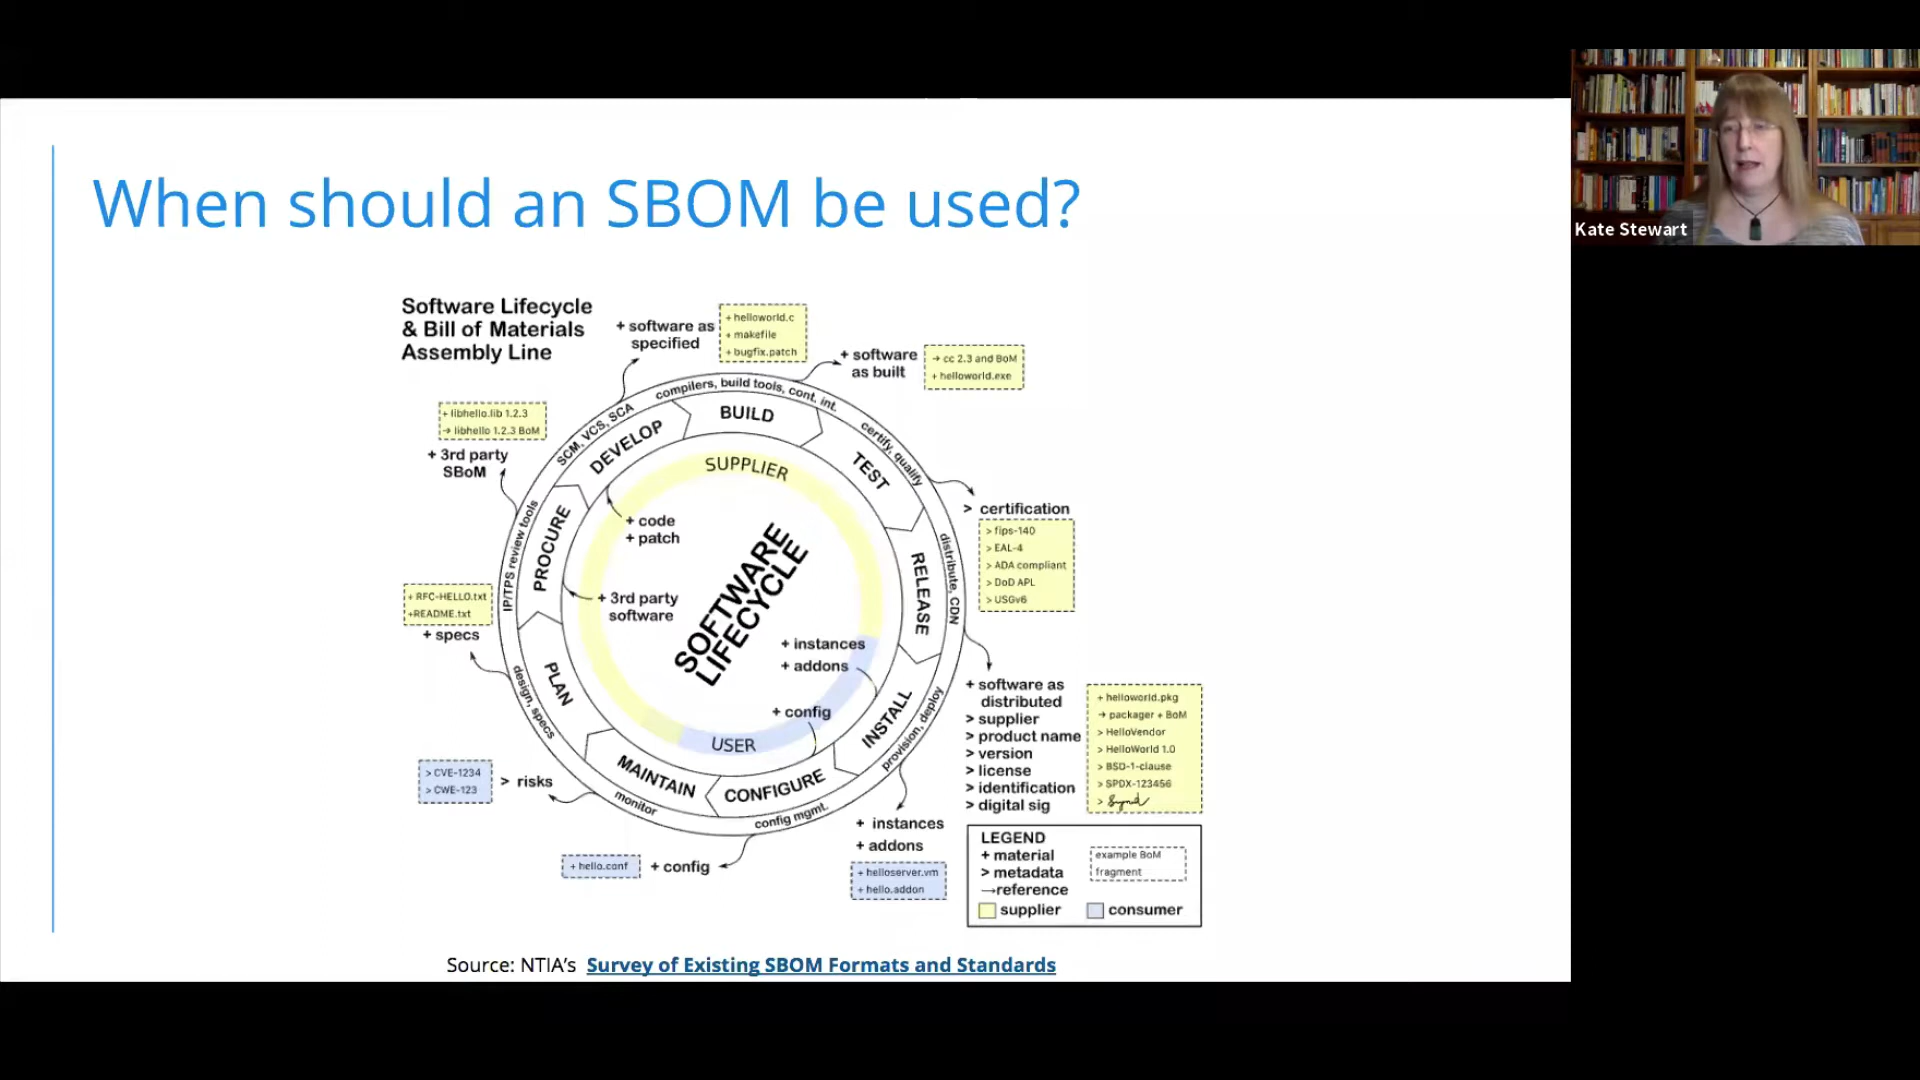 When should an SBOM be used?
Kate Stewart
Software Lifecycle
& Bill of Materials
Assembly Line
+ software as
specified
+ helloworld.c
+ makefile
+ bugfix.patch
+ software
as built
→ cc 2.3 and BoM
+ helloworld.exe
+ libhello.lib 1.2.3
→ libhello 1.2.3 BoM
+ 3rd party
SBoM
SCM, VCS, SCA
compilers, build tools, cont. int.
certify, qualify
DEVELOP
BUILD
TEST
SUPPLIER
> certification
> fips-140
> EAL-4
> ADA compliant
> DoD APL
> USGv6
IP/TPS review tools
PROCURE
+ code
+ patch
+ 3rd party
software
SOFTWARE
LIFECYCLE
RELEASE
distribute, CDN
+ RFC-HELLO.txt
+README.txt
+ specs
design, specs
PLAN
+ instances
+ addons
+ config
USER
INSTALL
provision, deploy
+ software as
distributed
> supplier
> product name
> version
> license
> identification
> digital sig
+ helloworld.pkg
→ packager + BoM
> HelloVendor
> HelloWorld 1.0
> BSD-1-clause
> SPDX-123456
> Signd
> CVE-1234
> CWE-123
> risks
MAINTAIN
monitor
CONFIGURE
config mgmt.
+ hello.conf
+ config
+ instances
+ addons
+ helloserver.vm
+ hello.addon
LEGEND
+ material
> metadata
→reference
example BoM
fragment
supplier
consumer
Source: NTIA's Survey of Existing SBOM Formats and Standards